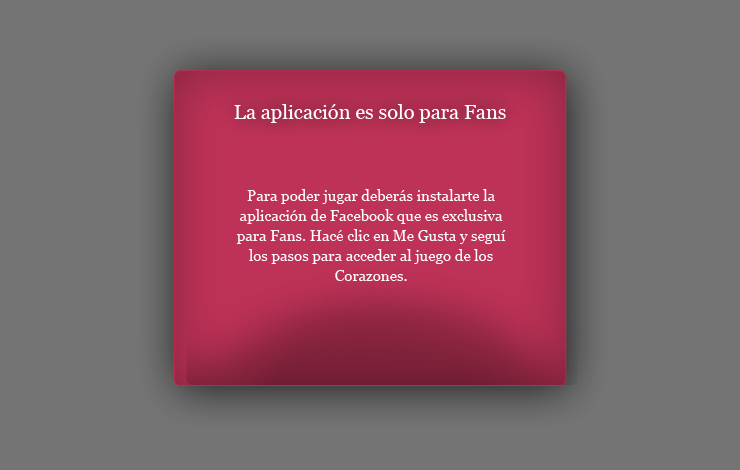 La aplicación es solo para Fans
Para poder jugar deberás instalarte la
aplicación de Facebook que es exclusiva
para Fans. Hacé clic en Me Gusta y seguí
los pasos para acceder al juego de los
Corazones.